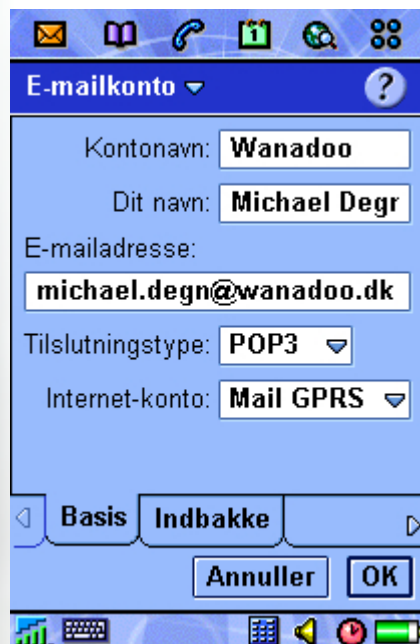 1
E-mailkonto
?
Kontonavn: Wanadoo
Dit navn: Michael Degr
E-mailadresse:
michael.degn@wanadoo.dk
Tilslutningstype: POP3
Internet-konto: Mail GPRS
Basis Indbakke
Annuller OK